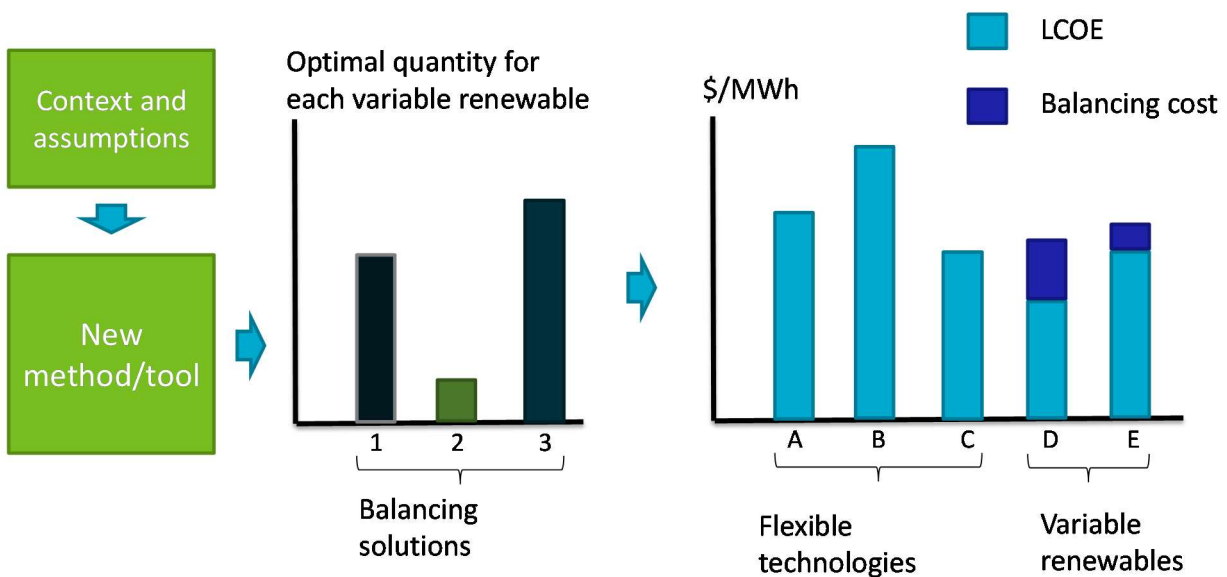 Context and
assumptions
New
method/tool
Optimal quantity for
each variable renewable
1 2 3
Balancing
solutions
$/MWh
LCOE
Balancing cost
A B C D E
Flexible
technologies
Variable
renewables